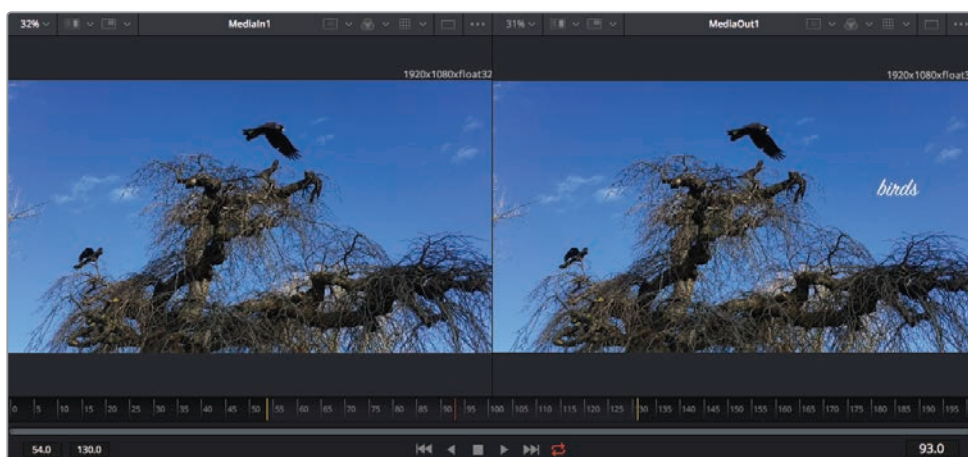 32%
MediaIn1
31%
MediaOut1
1920x1080xfloat32
1920x1080xfloat3
birds
0 5 10 15 20 25 30 35 40 45 50 55 60 65 70 75 80 85 90 95 100 105 110 115 120 125 130 135 140 145 150 155 160 165 170 175 180 185 190 195
54.0 130.0 93.0